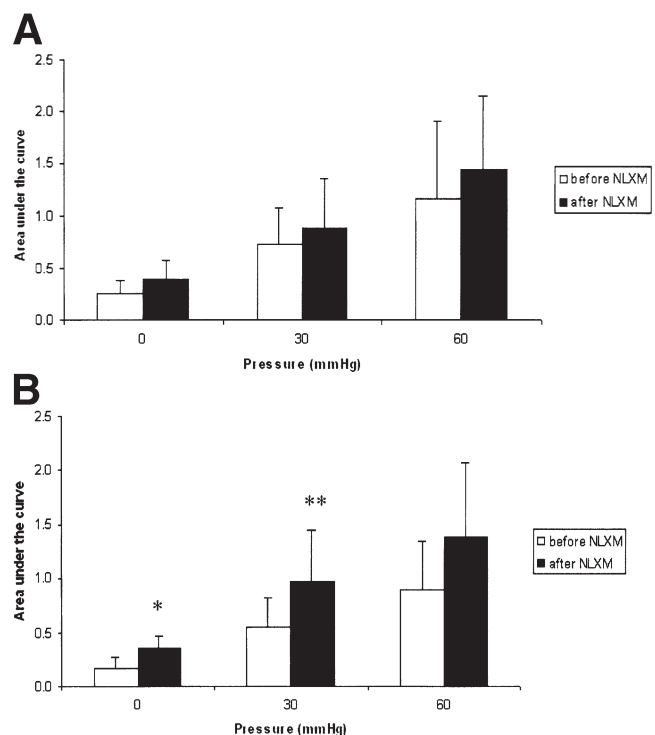 A
2.5
2.0
1.5
1.0
0.5
0.0
Area under the curve
0 30 60
Pressure (mmHg)
before NLXM
after NLXM
B
2.5
2.0
1.5
1.0
0.5
0.0
Area under the curve
*
**
0 30 60
Pressure (mmHg)
before NLXM
after NLXM